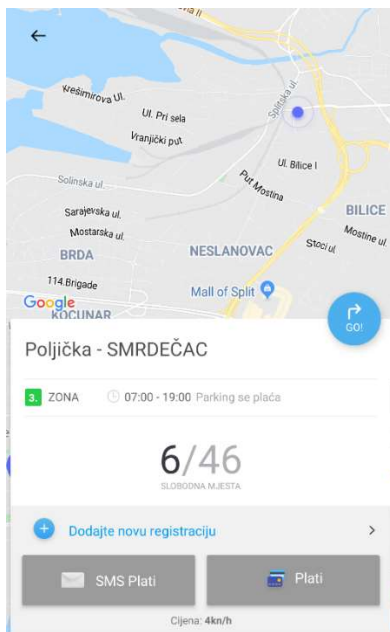 Krešimirova Ul.
Ul. Pri sela
Vranjički put
Splitska ul.
Ul. Bilice I
Put Mostina
Solinska ul.
BILICE
Sarajevska ul.
Mostine ul.
Mostarska ul.
Stoci ul
BRDA
NESLANOVAC
114.Brigade
Mall of Split
Google
KOCUNAR
GO!
Poljička - SMRDEČAC
3. ZONA 07:00 - 19:00 Parking se plaća
6/46
SLOBODNA MJESTA
Dodajte novu registraciju
SMS Plati
Plati
Cijena: 4kn/h